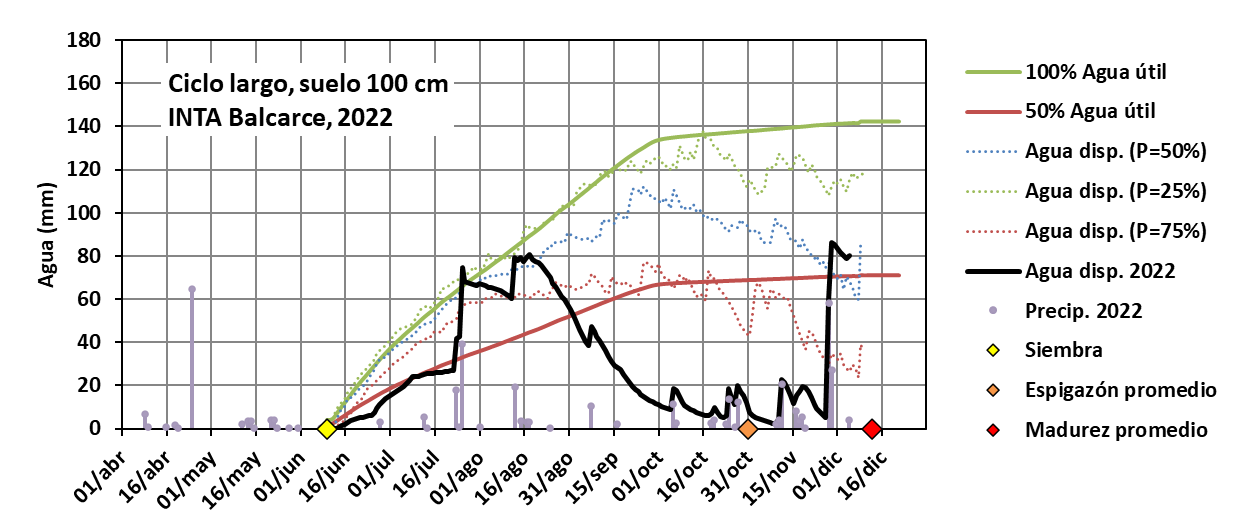 Ciclo largo, suelo 100 cm
INTA Balcarce, 2022
Agua (mm)
180
160
140
120
100
80
60
40
20
0
01/abr
16/abr
01/may
16/may
01/jun
16/jun
01/jul
16/jul
01/ago
16/ago
31/ago
15/sep
01/oct
16/oct
31/oct
15/nov
01/dic
16/dic
100% Agua útil
50% Agua útil
Agua disp. (P=50%)
Agua disp. (P=25%)
Agua disp. (P=75%)
Agua disp. 2022
Precip. 2022
Siembra
Espigazón promedio
Madurez promedio